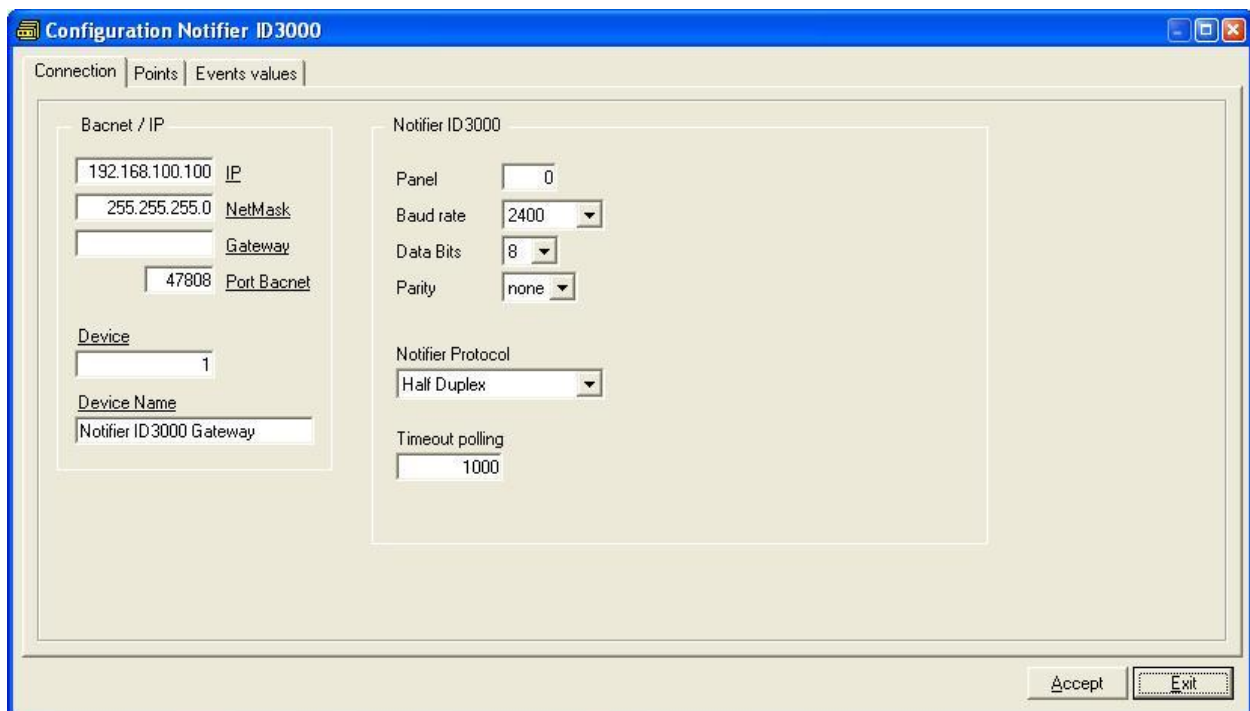 Configuration Notifier ID3000
Connection Points Events values
Bacnet / IP
192.168.100.100 IP
255.255.255.0 NetMask
Gateway
47808 Port Bacnet
Device
1
Device Name
Notifier ID3000 Gateway
Notifier ID3000
Panel 0
Baud rate 2400
Data Bits 8
Parity none
Notifier Protocol
Half Duplex
Timeout polling
1000
Accept Exit